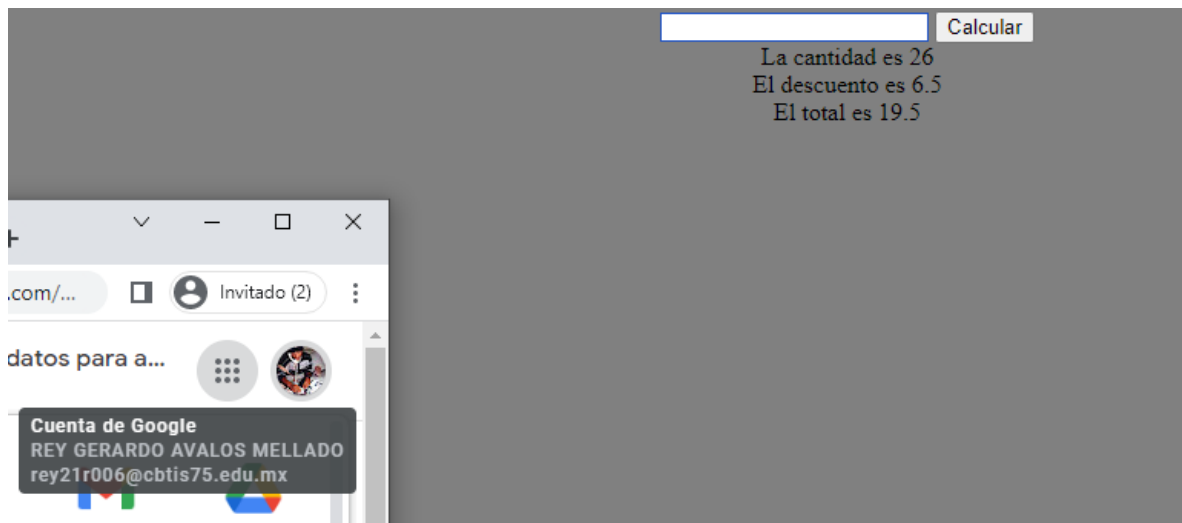 Calcular
La cantidad es 26
El descuento es 6.5
El total es 19.5
.com/...
Invitado (2)
datos para a...
Cuenta de Google
REY GERARDO AVALOS MELLADO
rey21r006@cbtis75.edu.mx